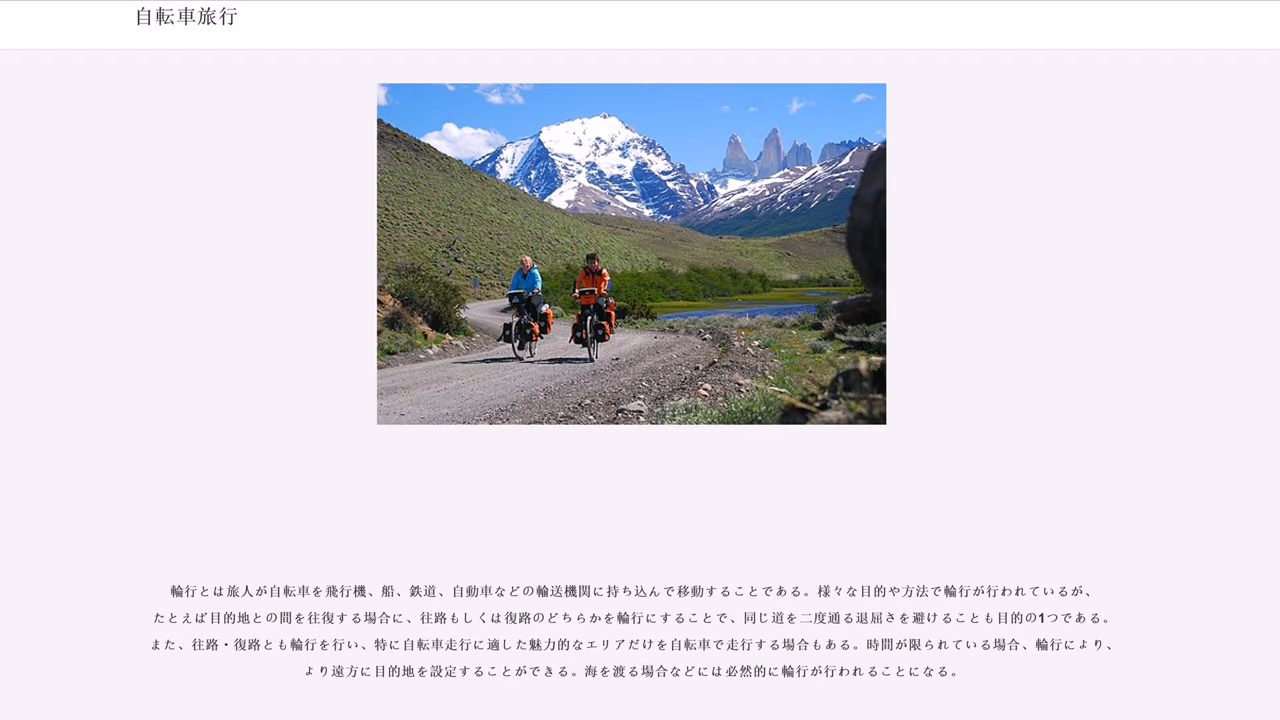 自転車旅行
輪行とは旅人が自転車を飛行機、船、鉄道、自動車などの輸送機関に持ち込んで移動することである。様々な目的や方法で輪行が行われているが、
たとえば目的地との間を往復する場合に、往路もしくは復路のどちらかを輪行にすることで、同じ道を二度通る退屈さを避けることも目的の1つである。
また、往路・復路とも輪行を行い、特に自転車走行に適した魅力的なエリアだけを自転車で走行する場合もある。時間が限られている場合、輪行により、
より遠方に目的地を設定することができる。海を渡る場合などには必然的に輪行が行われることになる。